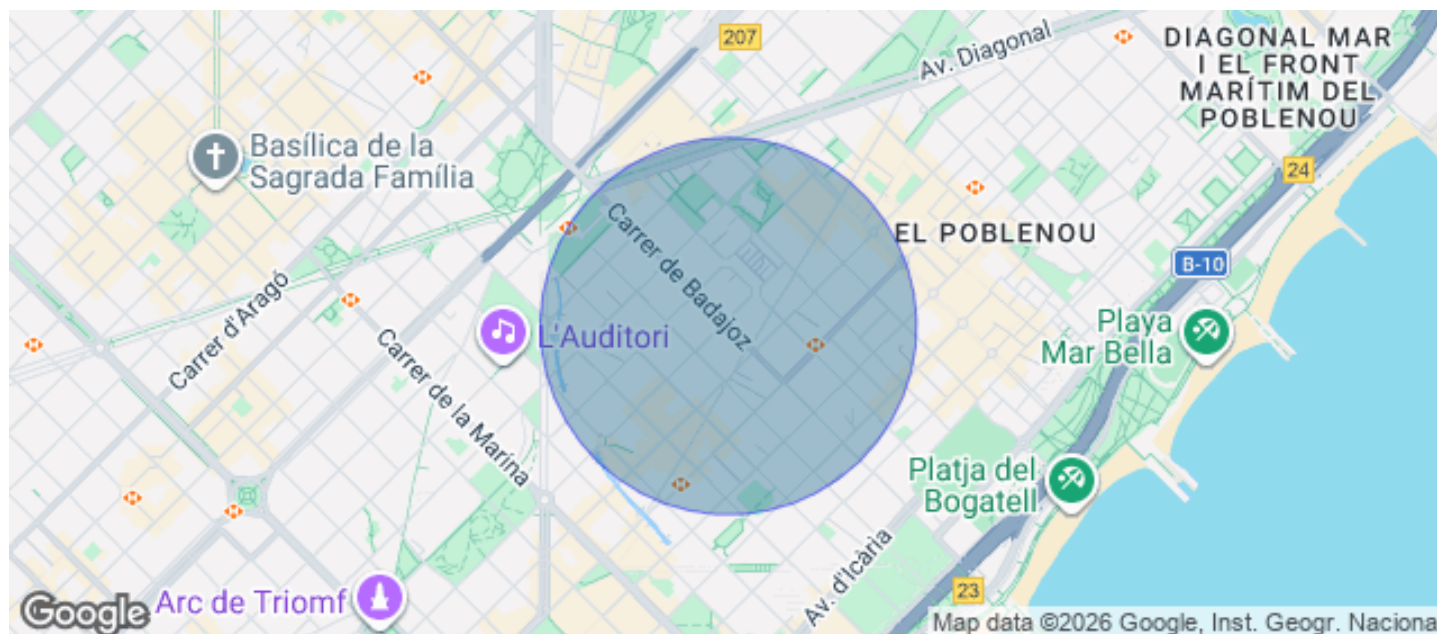 207
Av. Diagonal
DIAGONAL MAR
I EL FRONT
MARÍTIM DEL
POBLENOU
Basílica de la
Sagrada Família
24
Carrer de Badajoz
EL POBLENOU
B-10
Carrer d'Aragó
L'Auditori
Playa
Mar Bella
Carrer de la Marina
Platja del
Bogatell
Av. d'Icària
23
Arc de Triomf
Google
Map data ©2026 Google, Inst. Geogr. Naciona